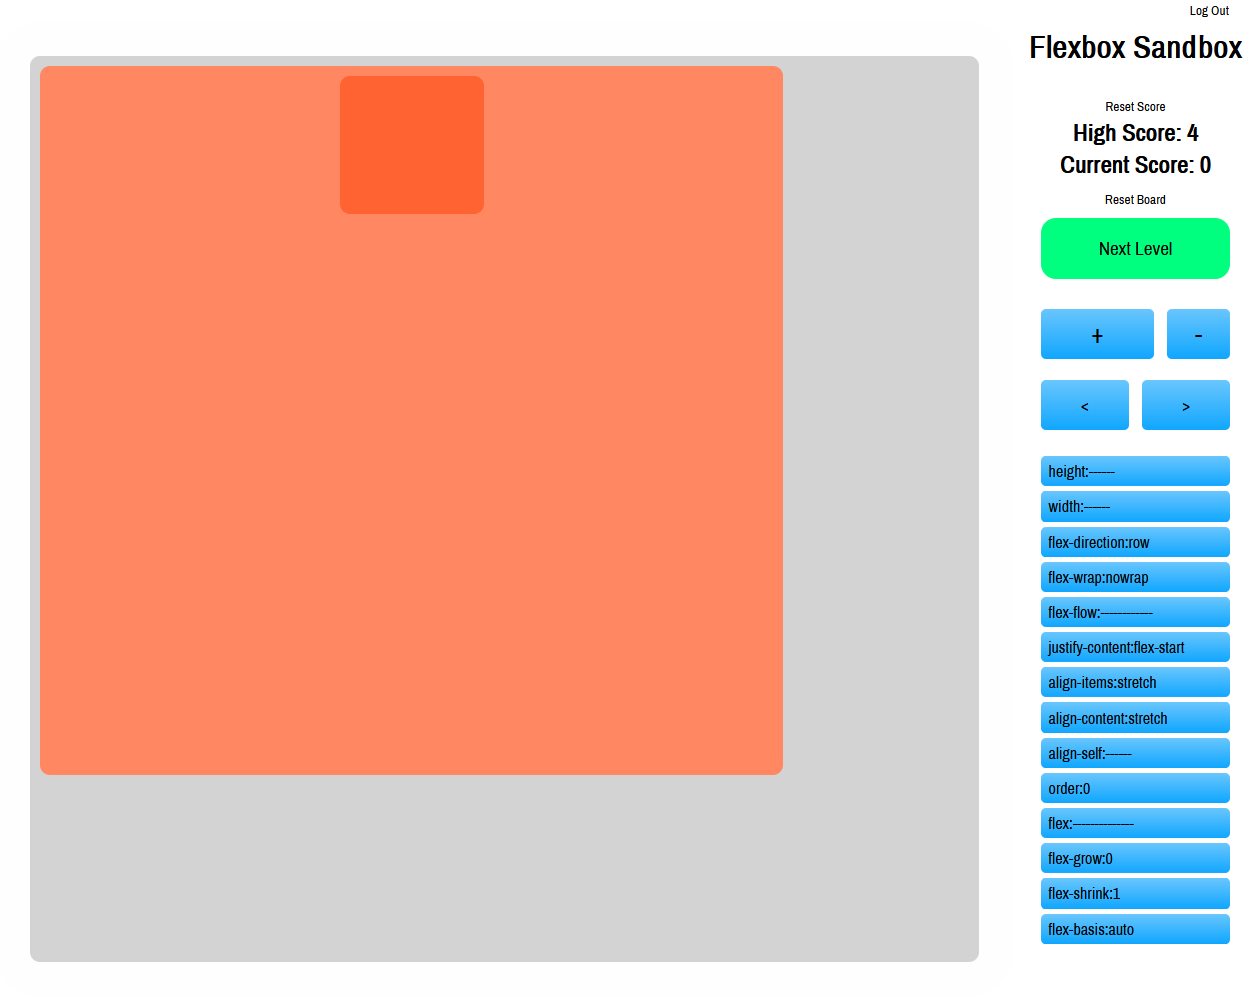 Log Out
Flexbox Sandbox
Reset Score
High Score: 4
Current Score: 0
Reset Board
Next Level
+ -
< >
height:-----
width:-----
flex-direction:row
flex-wrap:nowrap
flex-flow:----------
justify-content:flex-start
align-items:stretch
align-content:stretch
align-self:-----
order:0
flex:------------
flex-grow:0
flex-shrink:1
flex-basis:auto